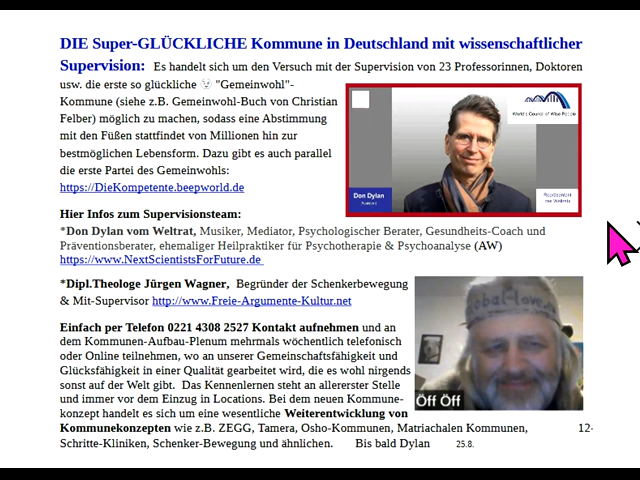 DIE Super-GLÜCKLICHE Kommune in Deutschland mit wissenschaftlicher
Supervision: Es handelt sich um den Versuch mit der Supervision von 23 Professorinnen, Doktoren
usw. die erste so glückliche "Gemeinwohl"-
Kommune (siehe z.B. Gemeinwohl-Buch von Christian
Felber) möglich zu machen, sodass eine Abstimmung
mit den Füßen stattfindet von Millionen hin zur
bestmöglichen Lebensform. Dazu gibt es auch parallel
die erste Partei des Gemeinwohls:
https://DieKompetente.beepworld.de
World's Council of Wise People
Don Dylan
Repräsentant
des Weltrats
Hier Infos zum Supervisionsteam:
*Don Dylan vom Weltrat, Musiker, Mediator, Psychologischer Berater, Gesundheits-Coach und
Präventionsberater, ehemaliger Heilpraktiker für Psychotherapie & Psychoanalyse (AW)
https://www.NextScientistsForFuture.de
*Dipl.Theologe Jürgen Wagner, Begründer der Schenkerbewegung
& Mit-Supervisor http://www.Freie-Argumente-Kultur.net
global-love
Öff Öff
Einfach per Telefon 0221 4308 2527 Kontakt aufnehmen und an
dem Kommunen-Aufbau-Plenum mehrmals wöchentlich telefonisch
oder Online teilnehmen, wo an unserer Gemeinschaftsfähigkeit und
Glücksfähigkeit in einer Qualität gearbeitet wird, die es wohl nirgends
sonst auf der Welt gibt. Das Kennenlernen steht an allererster Stelle
und immer vor dem Einzug in Locations. Bei dem neuen Kommune-
konzept handelt es sich um eine wesentliche Weiterentwicklung von
Kommunekonzepten wie z.B. ZEGG, Tamera, Osho-Kommunen, Matriachalen Kommunen, 12-
Schritte-Kliniken, Schenker-Bewegung und ähnlichen. Bis bald Dylan 25.8.